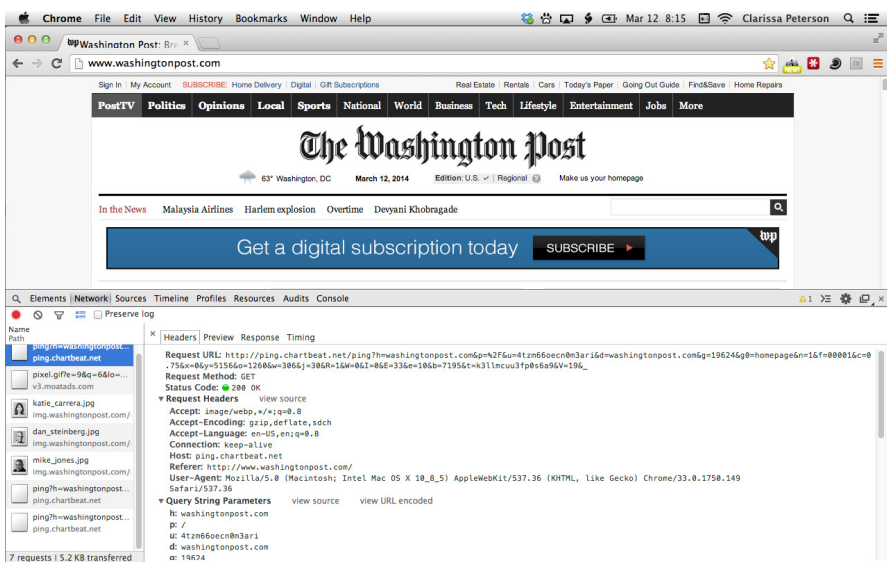 Chrome File Edit View History Bookmarks Window Help Mar 12 8:15 Clarissa Peterson
Washington Post: Bre ×
www.washingtonpost.com
Sign In | My Account SUBSCRIBE: Home Delivery | Digital | Gift Subscriptions Real Estate | Rentals | Cars | Today's Paper | Going Out Guide | Find&Save | Home Repairs
PostTV Politics Opinions Local Sports National World Business Tech Lifestyle Entertainment Jobs More
The Washington Post
63° Washington, DC March 12, 2014 Edition: U.S. ✓ | Regional ? Make us your homepage
In the News Malaysia Airlines Harlem explosion Overtime Devyani Khobragade
Get a digital subscription today SUBSCRIBE ▶ wp
Elements Network Sources Timeline Profiles Resources Audits Console 1
Preserve log
Name
Path
× Headers Preview Response Timing
ping?h=washingtonpost...
ping.chartbeat.net
pixel.gif?e=9&q=6&lo=...
v3.moatads.com
katie_carrera.jpg
img.washingtonpost.com/
dan_steinberg.jpg
img.washingtonpost.com/
mike_jones.jpg
img.washingtonpost.com/
ping?h=washingtonpost...
ping.chartbeat.net
ping?h=washingtonpost...
ping.chartbeat.net
7 requests | 5.2 KB transferred
Request URL: http://ping.chartbeat.net/ping?h=washingtonpost.com&p=%2F&u=4tzm66oecn0m3ari&d=washingtonpost.com&g=19624&g0=homepage&n=1&f=00001&c=0
.75&x=0&y=5156&o=1260&w=306&j=30&R=1&W=0&I=0&E=33&e=10&b=7195&t=k3llmcuu3fp0s6a9&V=19&_
Request Method: GET
Status Code: 200 OK
▼ Request Headers view source
Accept: image/webp,*/*;q=0.8
Accept-Encoding: gzip,deflate,sdch
Accept-Language: en-US,en;q=0.8
Connection: keep-alive
Host: ping.chartbeat.net
Referer: http://www.washingtonpost.com/
User-Agent: Mozilla/5.0 (Macintosh; Intel Mac OS X 10_8_5) AppleWebKit/537.36 (KHTML, like Gecko) Chrome/33.0.1750.149
Safari/537.36
▼ Query String Parameters view source view URL encoded
h: washingtonpost.com
p: /
u: 4tzm66oecn0m3ari
d: washingtonpost.com
g: 19624